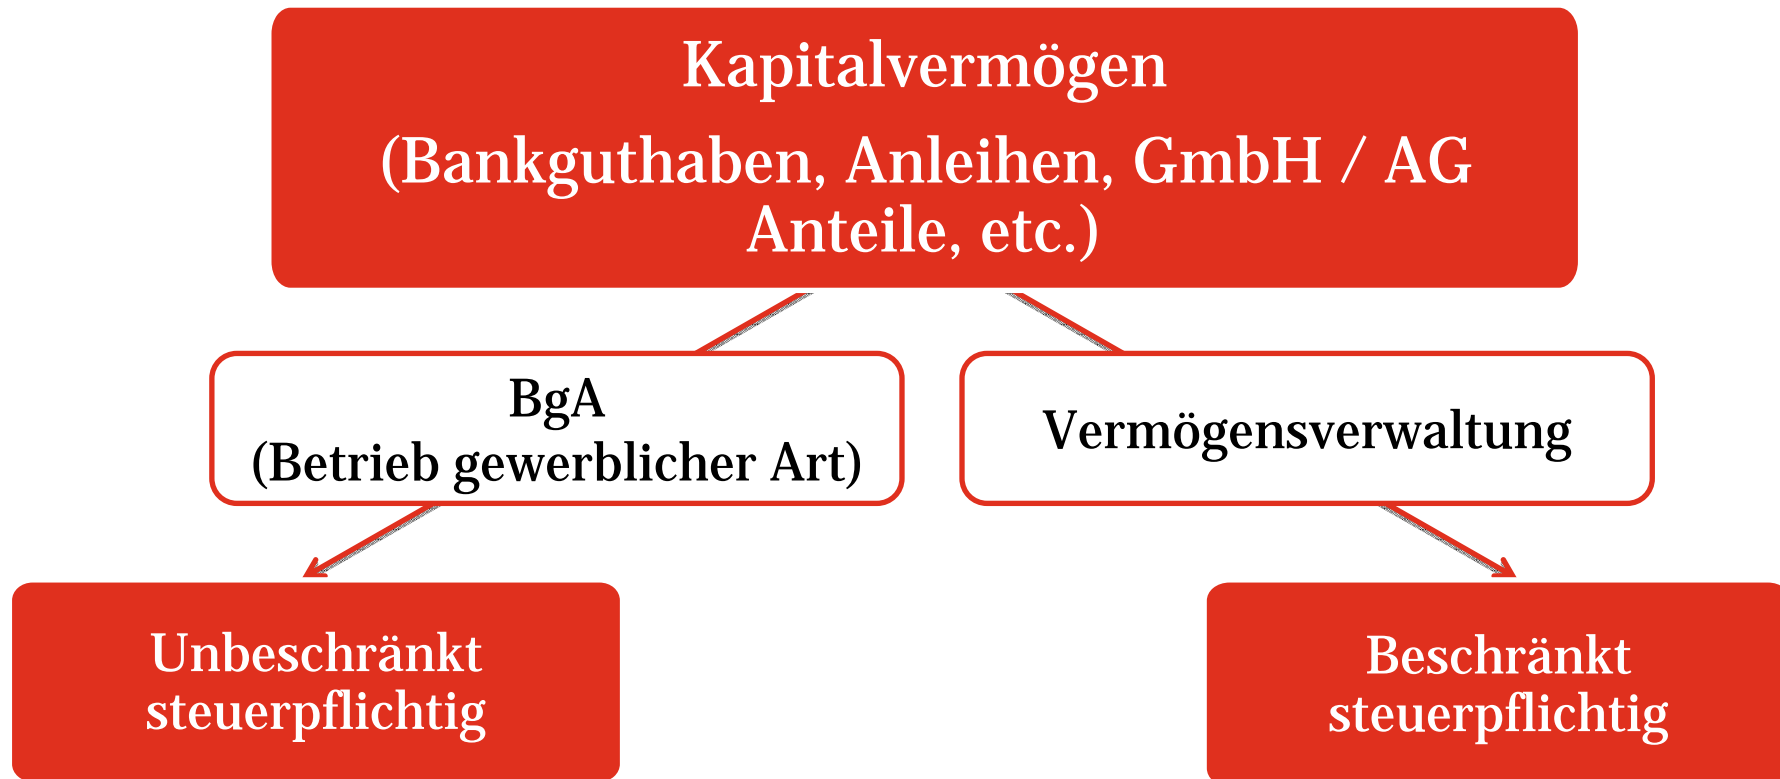 Kapitalvermögen
(Bankguthaben, Anleihen, GmbH / AG
Anteile, etc.)
BgA
(Betrieb gewerblicher Art)
Vermögensverwaltung
Unbeschränkt
steuerpflichtig
Beschränkt
steuerpflichtig